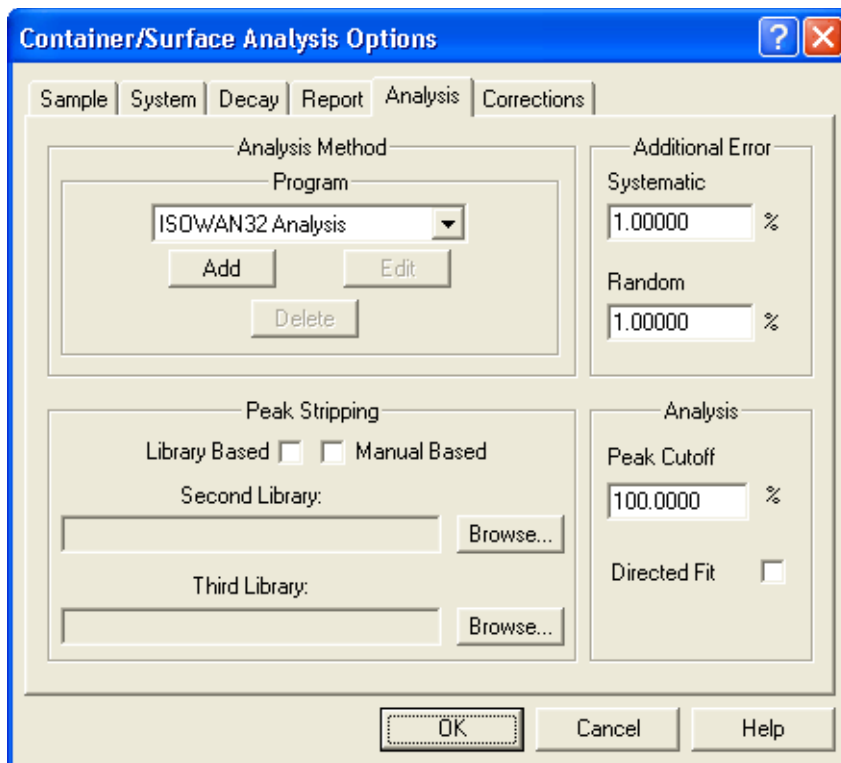 Container/Surface Analysis Options
Sample System Decay Report Analysis Corrections
Analysis Method
Program
ISOWAN32 Analysis
Add Edit
Delete
Additional Error
Systematic
1.00000 %
Random
1.00000 %
Peak Stripping
Library Based Manual Based
Second Library:
Browse...
Third Library:
Browse...
Analysis
Peak Cutoff
100.0000 %
Directed Fit
OK Cancel Help